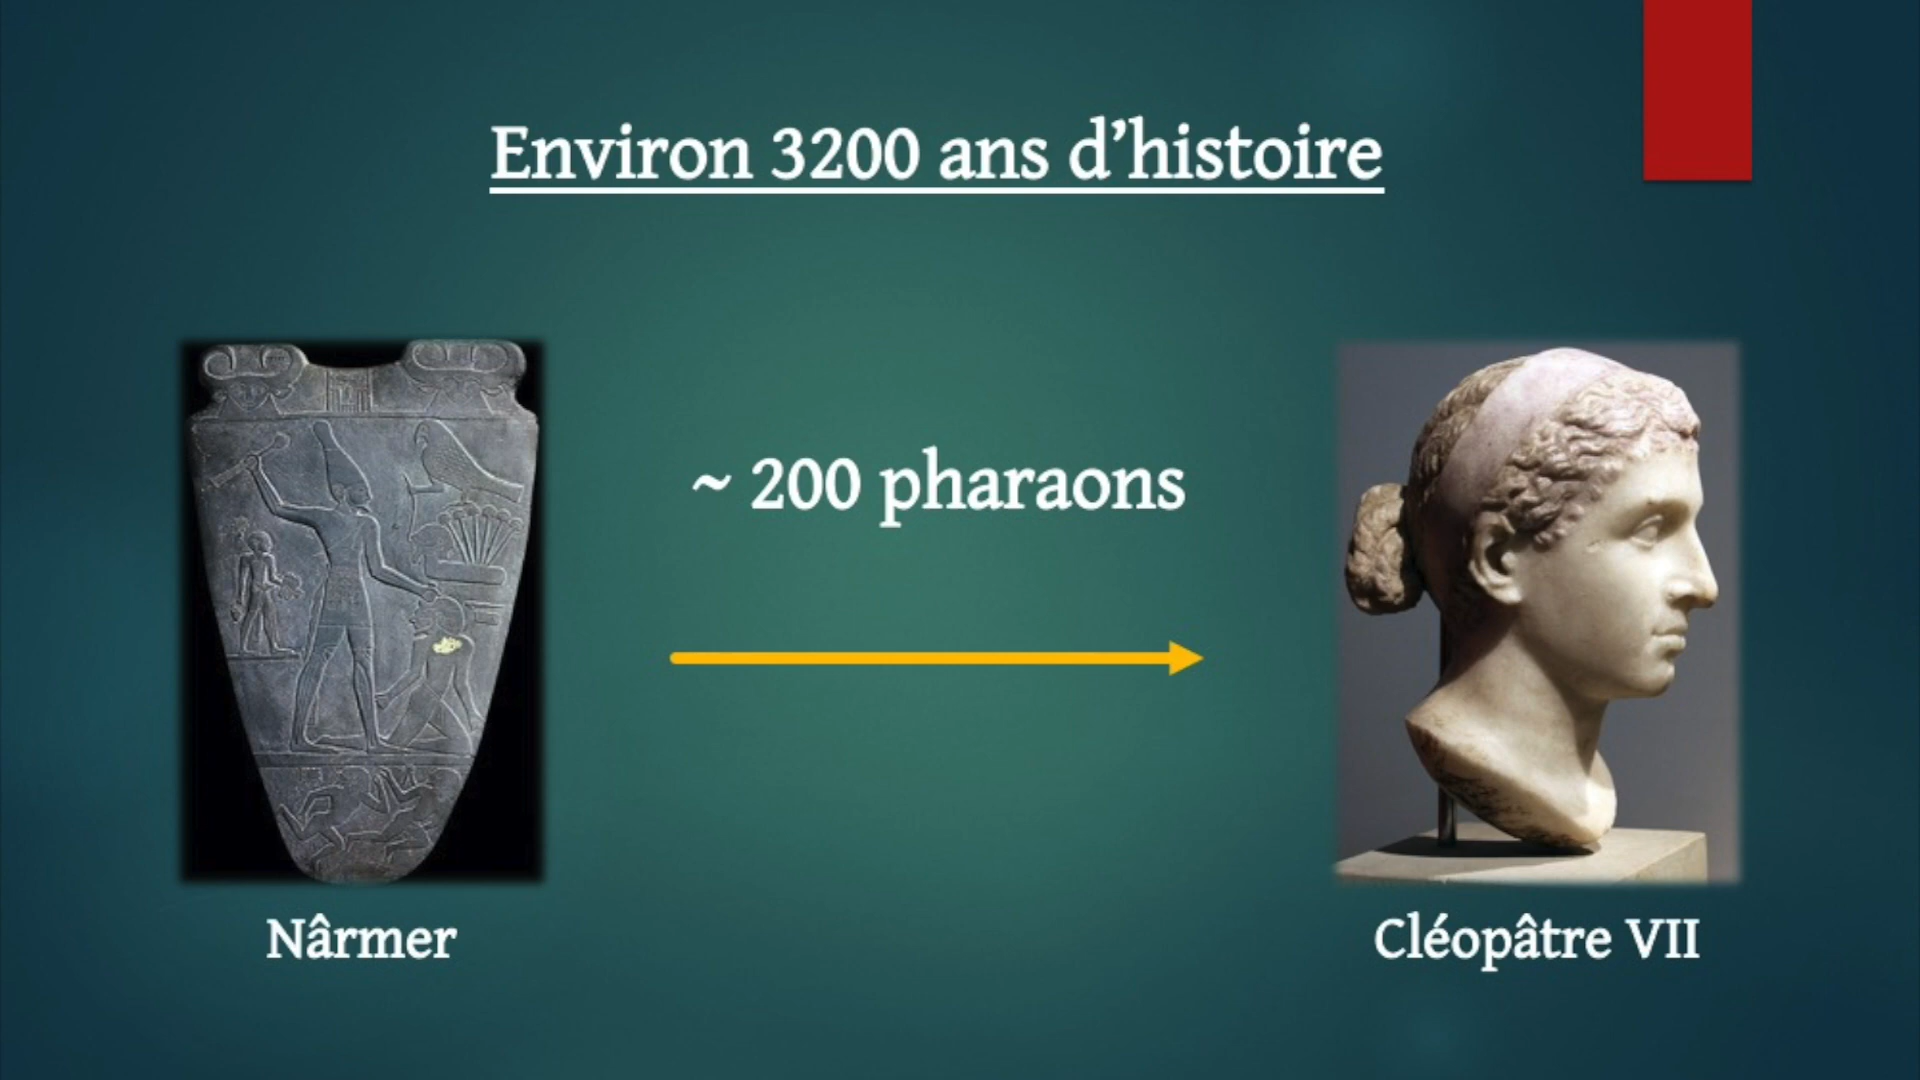 Environ 3200 ans d’histoire
~ 200 pharaons
Nârmer
Cléopâtre VII